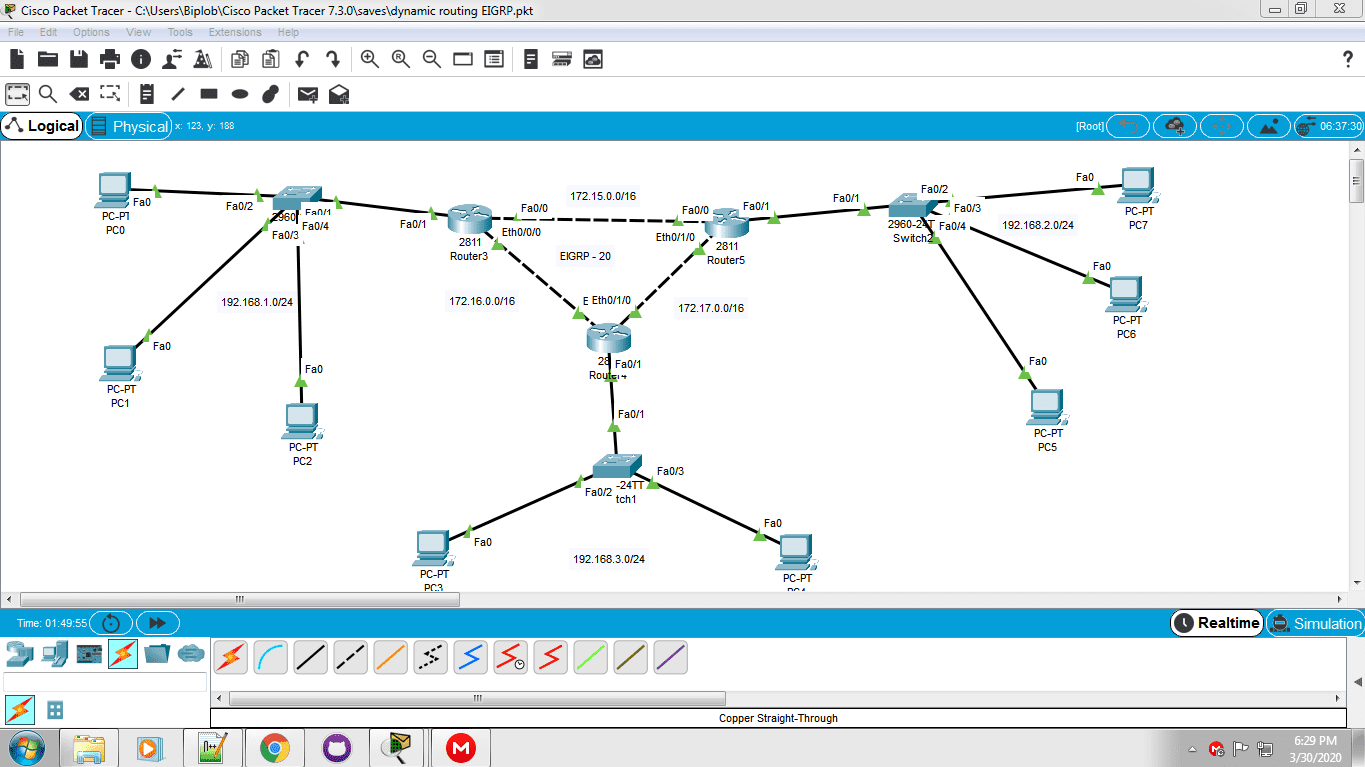 Cisco Packet Tracer - C:\Users\Biplob\Cisco Packet Tracer 7.3.0\saves\dynamic routing EIGRP.pkt
File Edit Options View Tools Extensions Help
Logical Physical x: 123, y: 188 [Root] 06:37:30
PC-PT
PC0
Fa0
Fa0/2
2960
Fa0/1
Fa0/4
Fa0/3
192.168.1.0/24
Fa0
PC-PT
PC1
Fa0
PC-PT
PC2
Fa0/1
2811
Router3
Fa0/0
Eth0/0/0
172.15.0.0/16
EIGRP - 20
172.16.0.0/16
172.17.0.0/16
Fa0/0
Fa0/1
Eth0/1/0
2811
Router5
E Eth0/1/0
28
Fa0/1
Router4
Fa0/1
Fa0/3
Fa0/2
-24TT
tch1
Fa0
PC-PT
PC3
192.168.3.0/24
Fa0
PC-PT
PC4
Fa0/1
Fa0/2
Fa0/3
Fa0/4
2960-24T
Switch2
192.168.2.0/24
Fa0
PC-PT
PC7
Fa0
PC-PT
PC6
Fa0
PC-PT
PC5
Time: 01:49:55
Realtime Simulation
Copper Straight-Through
6:29 PM
3/30/2020